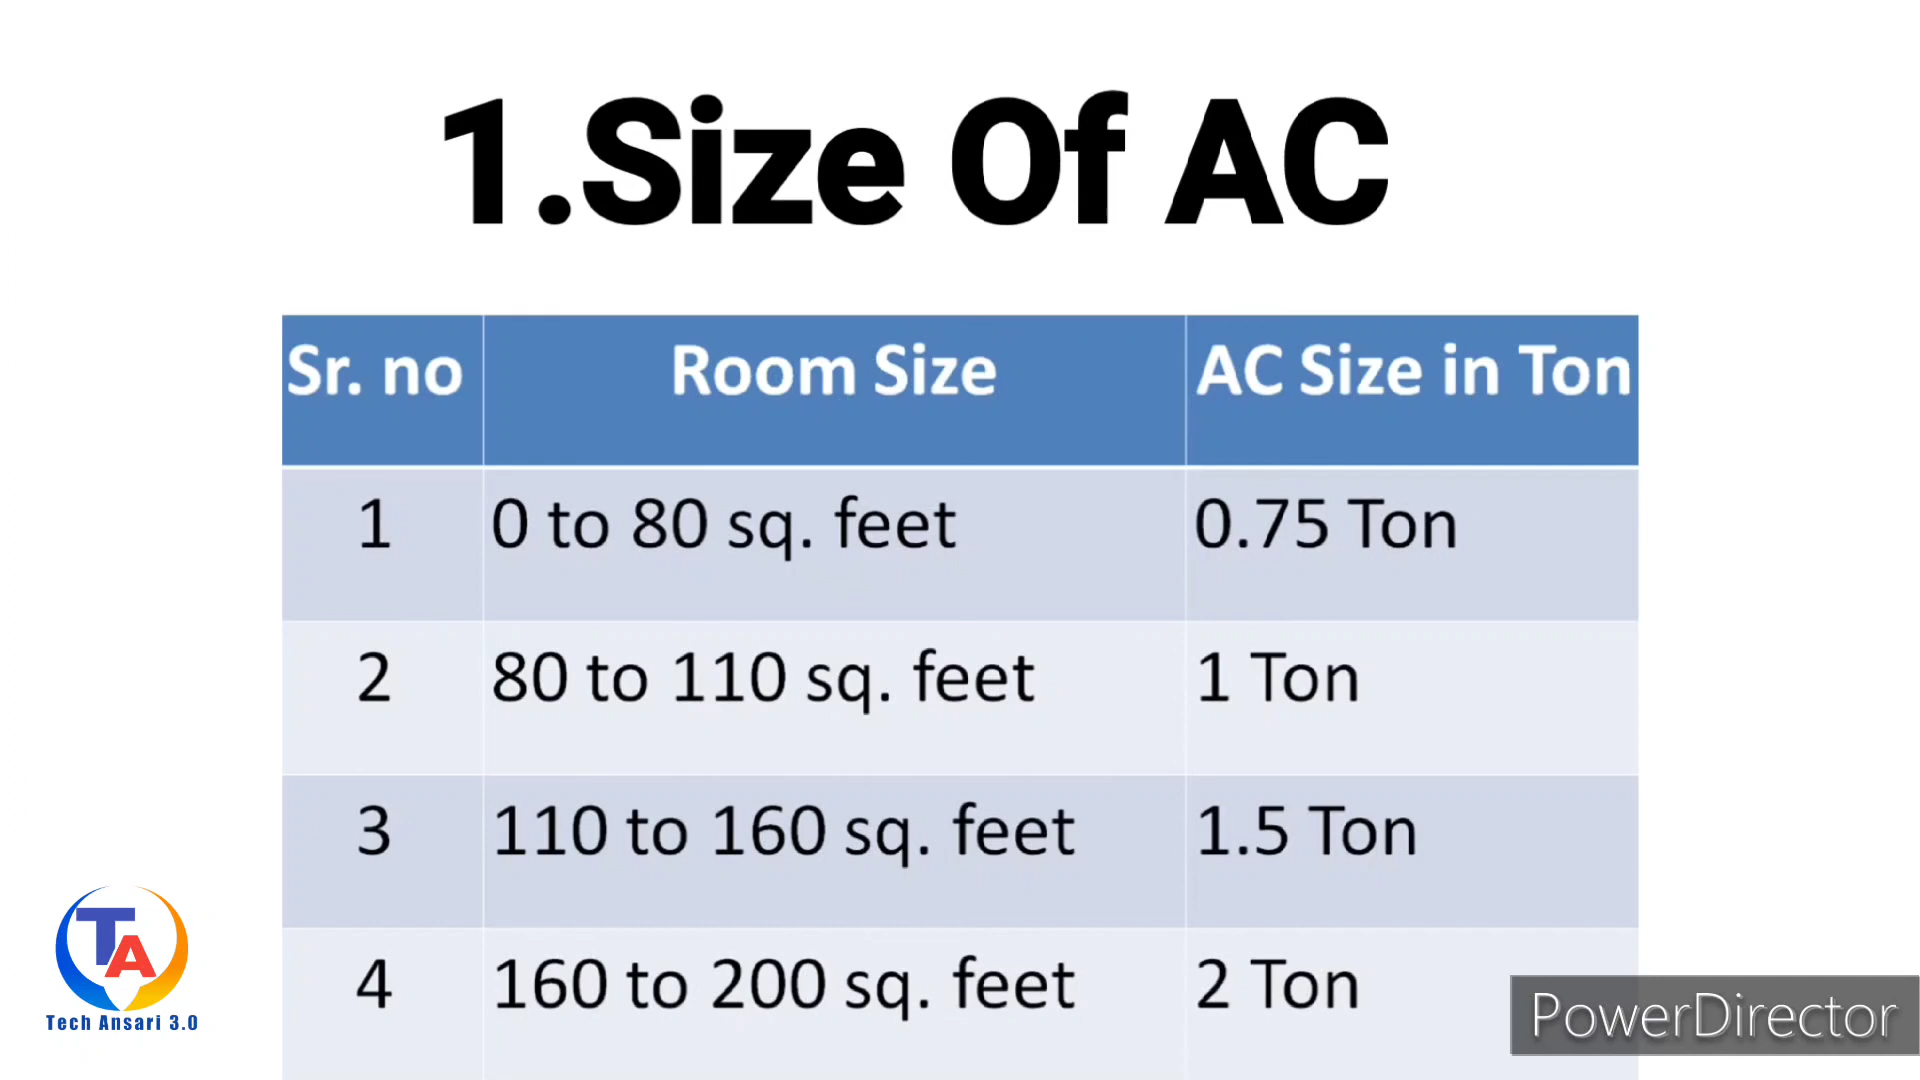 1.Size Of AC
Sr. no Room Size AC Size in Ton
1 0 to 80 sq. feet 0.75 Ton
2 80 to 110 sq. feet 1 Ton
3 110 to 160 sq. feet 1.5 Ton
4 160 to 200 sq. feet 2 Ton
TA
Tech Ansari 3.0
PowerDirector